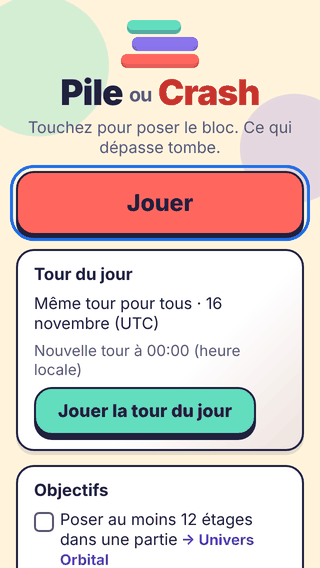 Pile ou Crash
Touchez pour poser le bloc. Ce qui
dépasse tombe.
Jouer
Tour du jour
Même tour pour tous · 16
novembre (UTC)
Nouvelle tour à 00:00 (heure
locale)
Jouer la tour du jour
Objectifs
Poser au moins 12 étages
dans une partie → Univers
Orbital